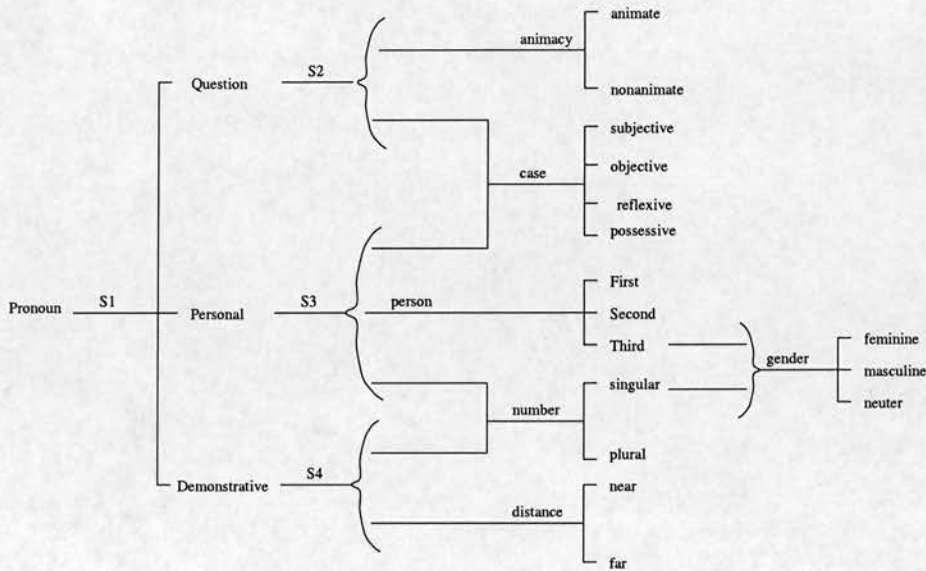 animate
animacy
S2
Question
nonanimate
subjective
objective
case
reflexive
possessive
First
Pronoun
S1
Personal
S3
person
Second
Third
gender
feminine
masculine
neuter
singular
number
plural
Demonstrative
S4
near
distance
far